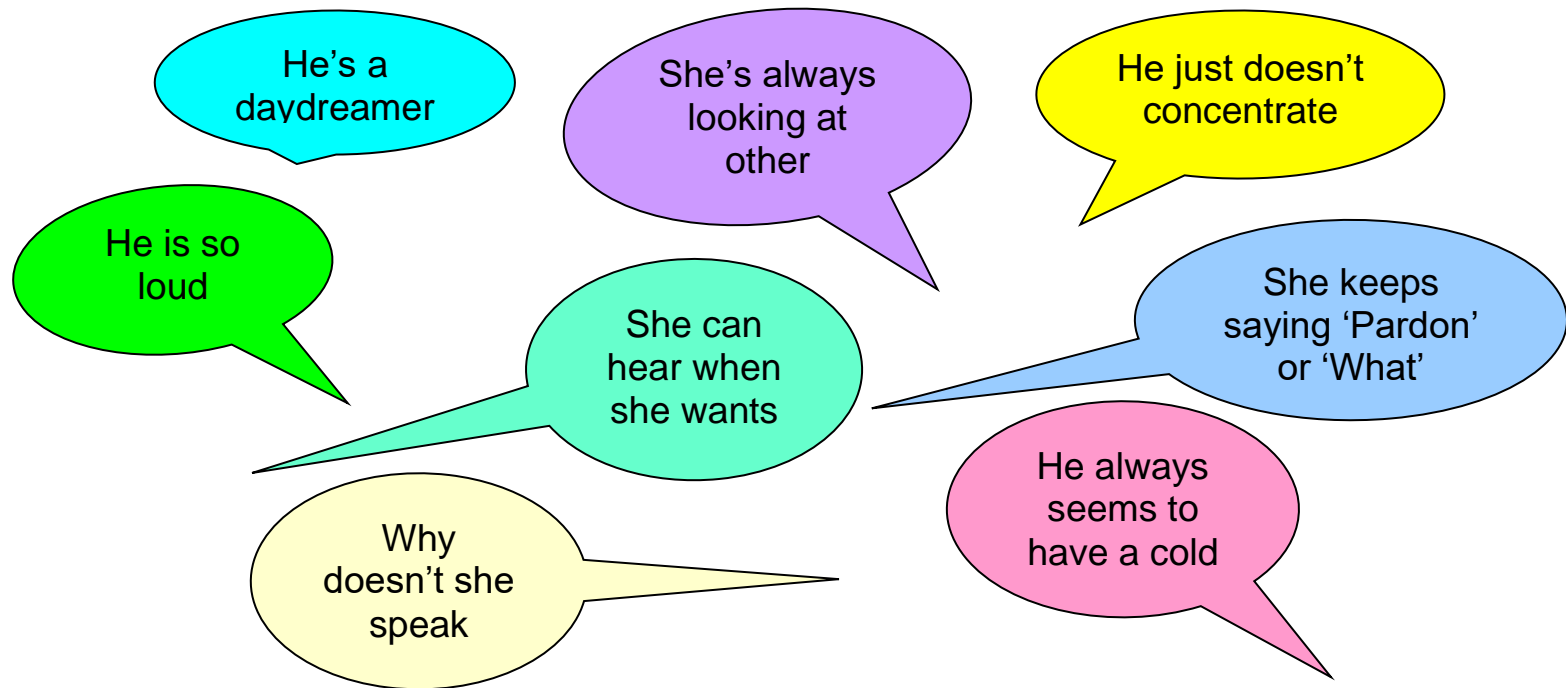 He’s a
daydreamer
She’s always
looking at
other
He just doesn’t
concentrate
He is so
loud
She can
hear when
she wants
She keeps
saying ‘Pardon’
or ‘What’
Why
doesn’t she
speak
He always
seems to
have a cold